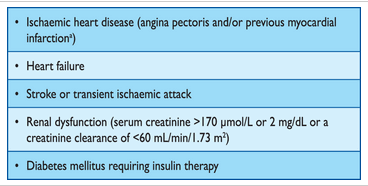 • Ischaemic heart disease (angina pectoris and/or previous myocardial
infarctionª)
• Heart failure
• Stroke or transient ischaemic attack
• Renal dysfunction (serum creatinine >170 μmol/L or 2 mg/dL or a
creatinine clearance of <60 mL/min/1.73 m²)
• Diabetes mellitus requiring insulin therapy